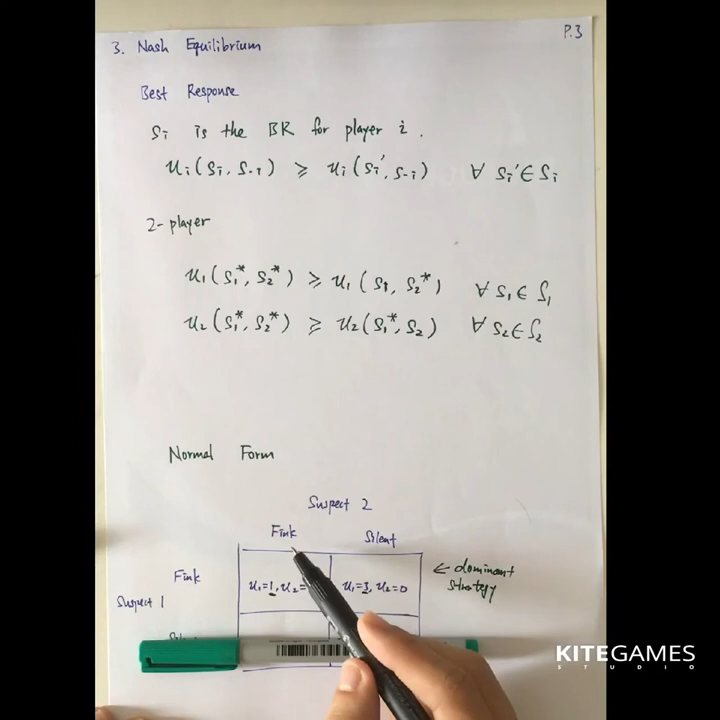 P.3
3. Nash Equilibrium
Best Response
Si is the BR for player i.
ui(si, s-i) ⩾ ui(si', s-i) ∀ si' ∈ Si
2-player
u1(s1*, s2*) ⩾ u1(s1, s2*) ∀ s1 ∈ S1
u2(s1*, s2*) ⩾ u2(s1*, s2) ∀ s2 ∈ S2
Normal Form
Suspect 2
Fink Silent
Fink u1=1, u2= u1=3, u2=0 ← dominant strategy
Suspect 1
KITEGAMES
STUDIO